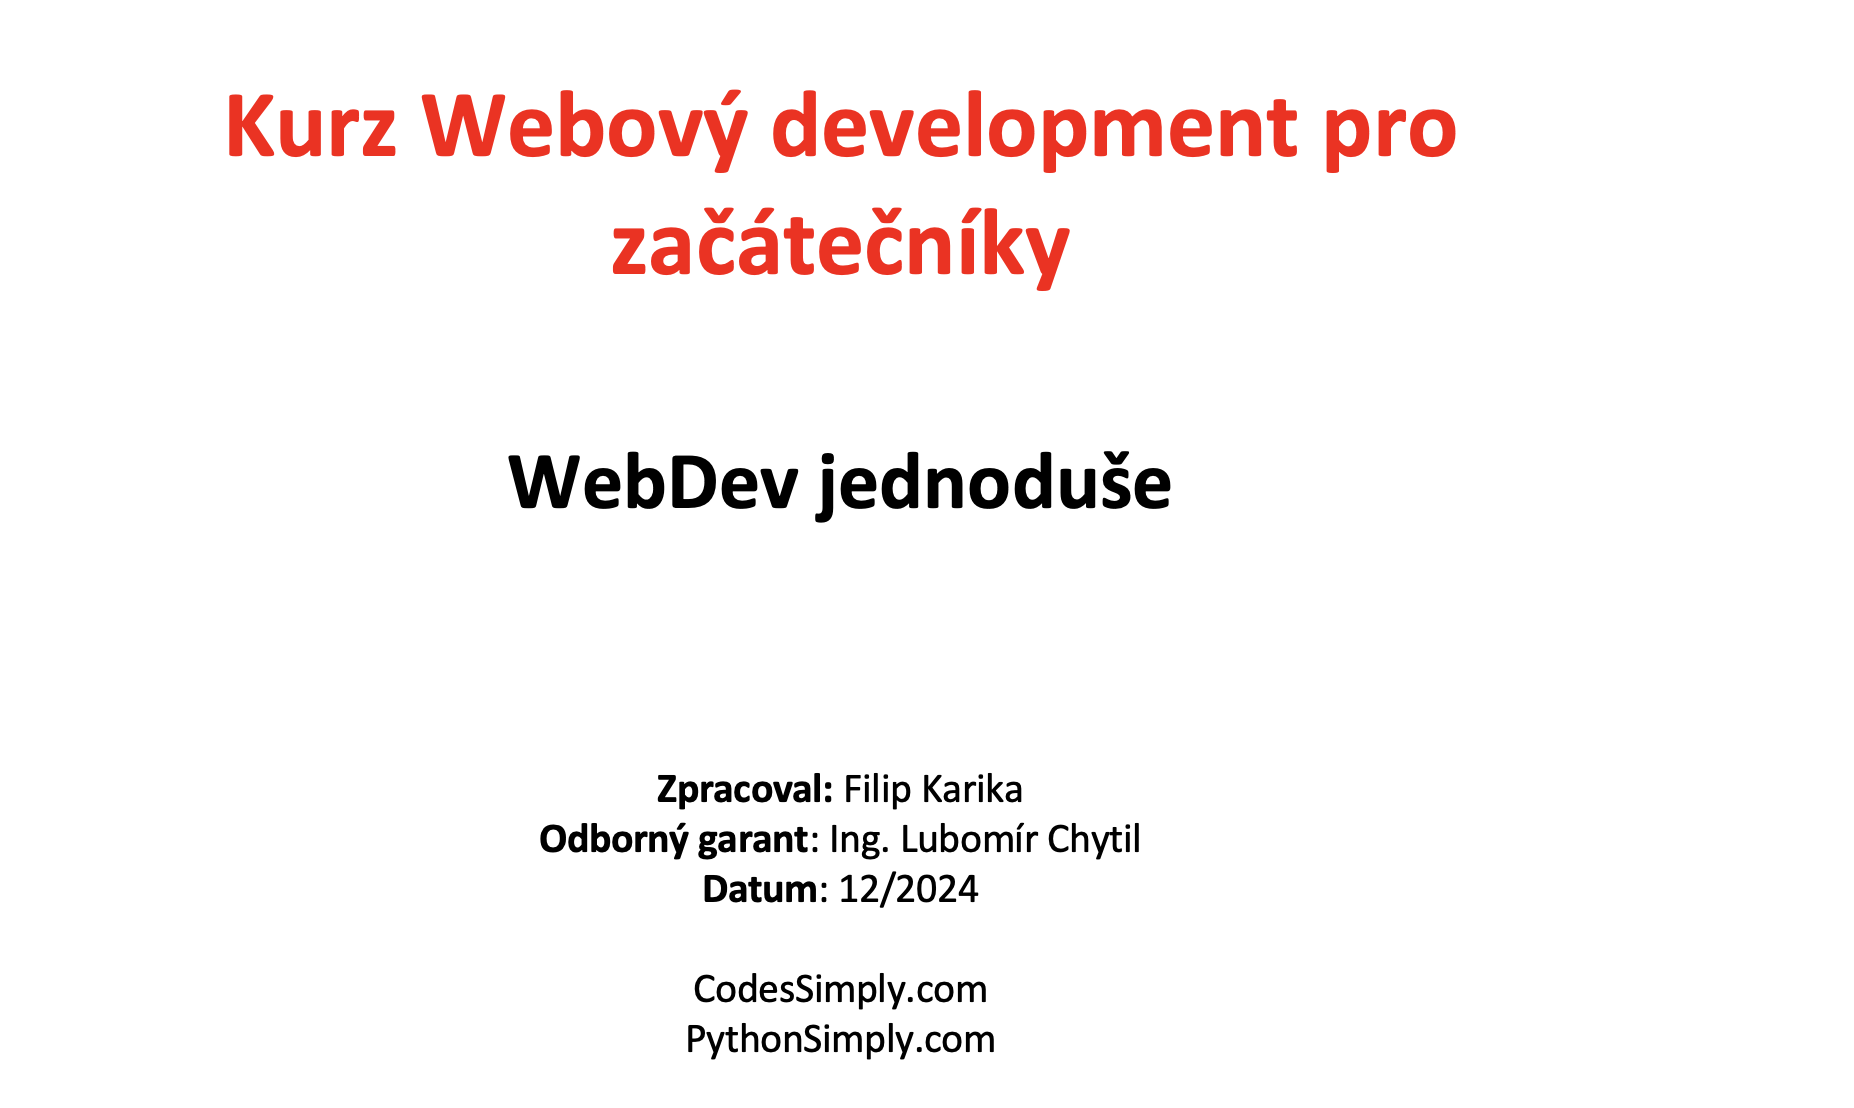 Kurz Webový development pro
začátečníky
WebDev jednoduše
Zpracoval: Filip Karika
Odborný garant: Ing. Lubomír Chytil
Datum: 12/2024
CodesSimply.com
PythonSimply.com